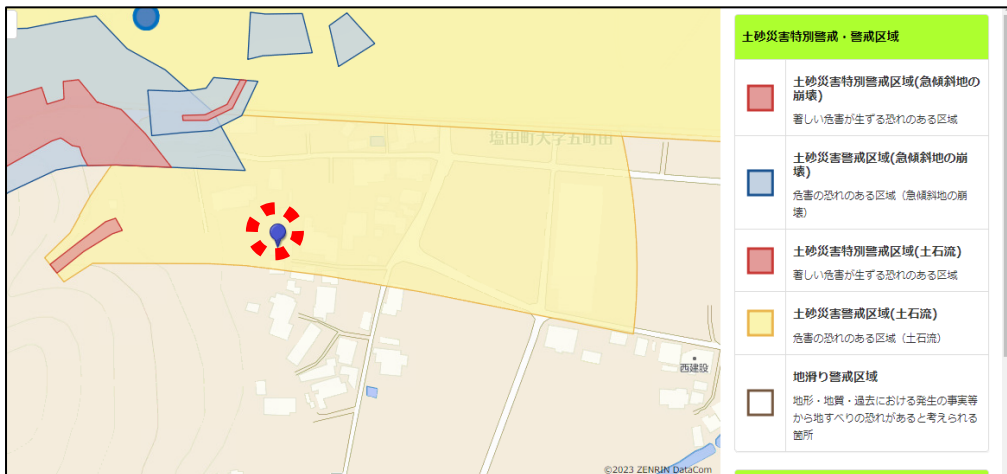 塩田町大字五町田
西建設
©2023 ZENRIN DataCom
土砂災害特別警戒・警戒区域
土砂災害特別警戒区域(急傾斜地の
崩壊)
著しい危害が生ずる恐れのある区域
土砂災害警戒区域(急傾斜地の崩
壊)
危害の恐れのある区域（急傾斜地の崩
壊）
土砂災害特別警戒区域(土石流)
著しい危害が生ずる恐れのある区域
土砂災害警戒区域(土石流)
危害の恐れのある区域（土石流）
地滑り警戒区域
地形・地質・過去における発生の事実等
から地すべりの恐れがあると考えられる
箇所